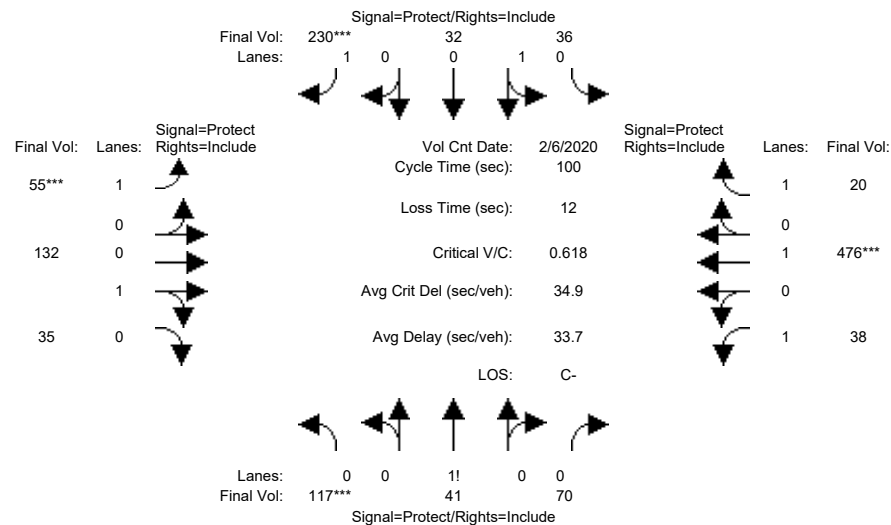 Signal=Protect/Rights=Include
Final Vol: 230*** 32 36
Lanes: 1 0 0 1 0
Signal=Protect
Final Vol: Lanes: Rights=Include
Vol Cnt Date: 2/6/2020
Signal=Protect
Rights=Include Lanes: Final Vol:
Cycle Time (sec): 100
55*** 1
1 20
Loss Time (sec): 12
0
0
132 0
Critical V/C: 0.618
1 476***
1
Avg Crit Del (sec/veh): 34.9
0
35 0
Avg Delay (sec/veh): 33.7
1 38
LOS: C-
Lanes: 0 0 1! 0 0
Final Vol: 117*** 41 70
Signal=Protect/Rights=Include